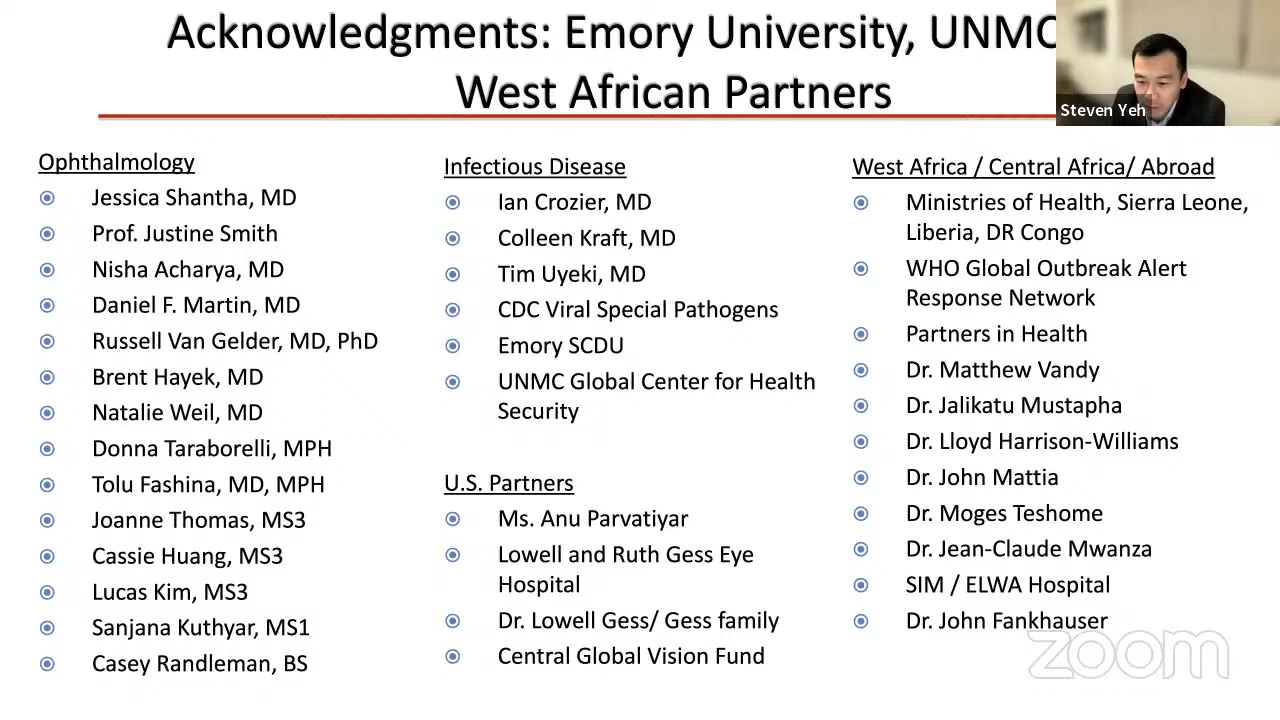 Acknowledgments: Emory University, UNMC
West African Partners
Steven Yeh
Ophthalmology
Jessica Shantha, MD
Prof. Justine Smith
Nisha Acharya, MD
Daniel F. Martin, MD
Russell Van Gelder, MD, PhD
Brent Hayek, MD
Natalie Weil, MD
Donna Taraborelli, MPH
Tolu Fashina, MD, MPH
Joanne Thomas, MS3
Cassie Huang, MS3
Lucas Kim, MS3
Sanjana Kuthyar, MS1
Casey Randleman, BS
Infectious Disease
Ian Crozier, MD
Colleen Kraft, MD
Tim Uyeki, MD
CDC Viral Special Pathogens
Emory SCDU
UNMC Global Center for Health
Security
U.S. Partners
Ms. Anu Parvatiyar
Lowell and Ruth Gess Eye
Hospital
Dr. Lowell Gess/ Gess family
Central Global Vision Fund
West Africa / Central Africa/ Abroad
Ministries of Health, Sierra Leone,
Liberia, DR Congo
WHO Global Outbreak Alert
Response Network
Partners in Health
Dr. Matthew Vandy
Dr. Jalikatu Mustapha
Dr. Lloyd Harrison-Williams
Dr. John Mattia
Dr. Moges Teshome
Dr. Jean-Claude Mwanza
SIM / ELWA Hospital
Dr. John Fankhauser
zoom